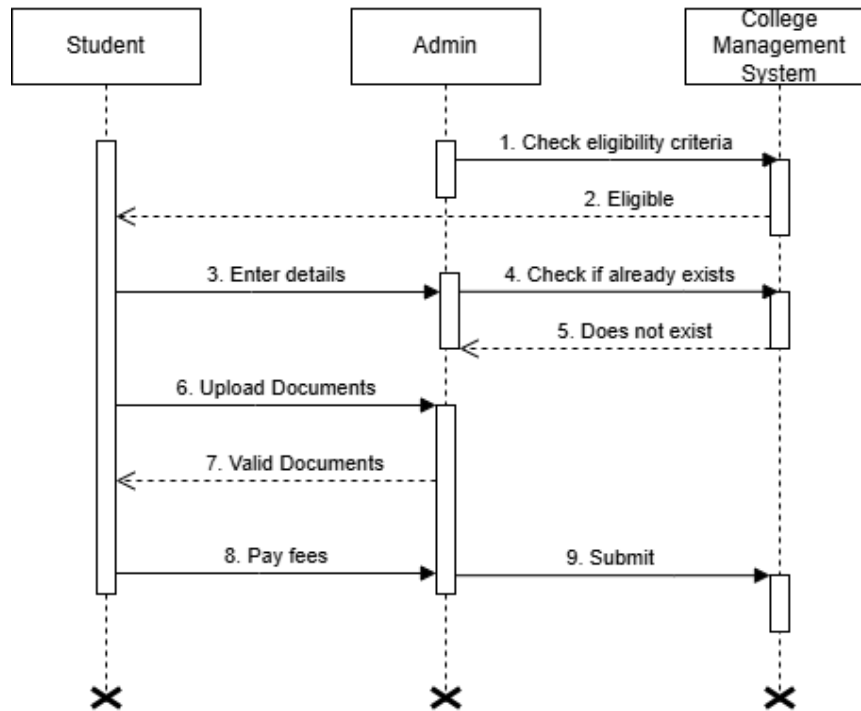 Student
Admin
College
Management
System
1. Check eligibility criteria
2. Eligible
3. Enter details
4. Check if already exists
5. Does not exist
6. Upload Documents
7. Valid Documents
8. Pay fees
9. Submit